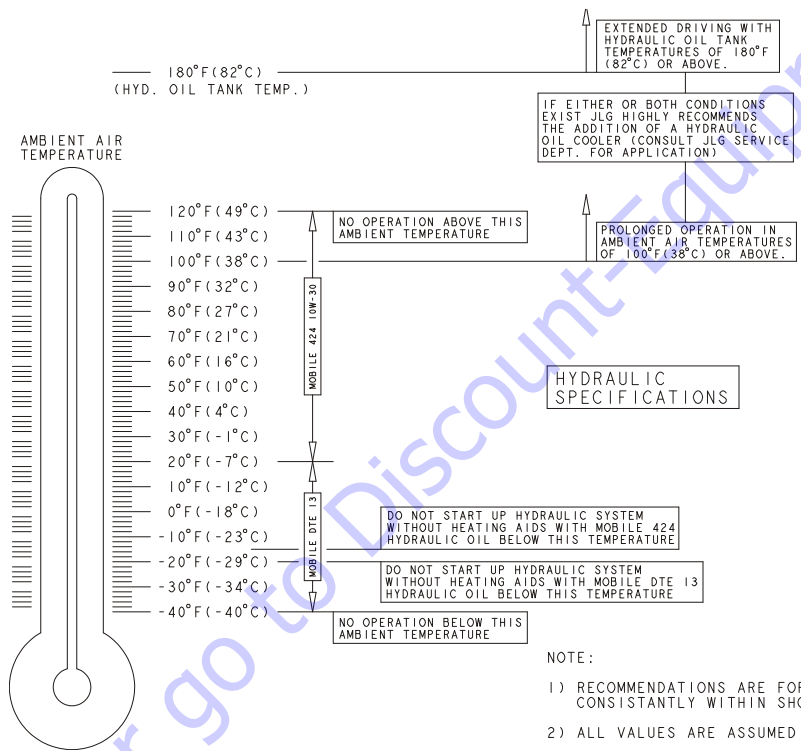 180°F(82°C)
(HYD. OIL TANK TEMP.)
EXTENDED DRIVING WITH
HYDRAULIC OIL TANK
TEMPERATURES OF 180°F
(82°C) OR ABOVE.
IF EITHER OR BOTH CONDITIONS
EXIST JLG HIGHLY RECOMMENDS
THE ADDITION OF A HYDRAULIC
OIL COOLER (CONSULT JLG SERVICE
DEPT. FOR APPLICATION)
AMBIENT AIR
TEMPERATURE
120°F(49°C)
110°F(43°C)
100°F(38°C)
90°F(32°C)
80°F(27°C)
70°F(21°C)
60°F(16°C)
50°F(10°C)
40°F(4°C)
30°F(-1°C)
20°F(-7°C)
10°F(-12°C)
0°F(-18°C)
-10°F(-23°C)
-20°F(-29°C)
-30°F(-34°C)
-40°F(-40°C)
NO OPERATION ABOVE THIS
AMBIENT TEMPERATURE
PROLONGED OPERATION IN
AMBIENT AIR TEMPERATURES
OF 100°F(38°C) OR ABOVE.
MOBILE 424 10W-30
HYDRAULIC
SPECIFICATIONS
MOBILE DTE 13
DO NOT START UP HYDRAULIC SYSTEM
WITHOUT HEATING AIDS WITH MOBILE 424
HYDRAULIC OIL BELOW THIS TEMPERATURE
DO NOT START UP HYDRAULIC SYSTEM
WITHOUT HEATING AIDS WITH MOBILE DTE 13
HYDRAULIC OIL BELOW THIS TEMPERATURE
NO OPERATION BELOW THIS
AMBIENT TEMPERATURE
NOTE:
1) RECOMMENDATIONS ARE FOR
CONSISTANTLY WITHIN
2) ALL VALUES ARE ASSUMED
go to Discount-Equip